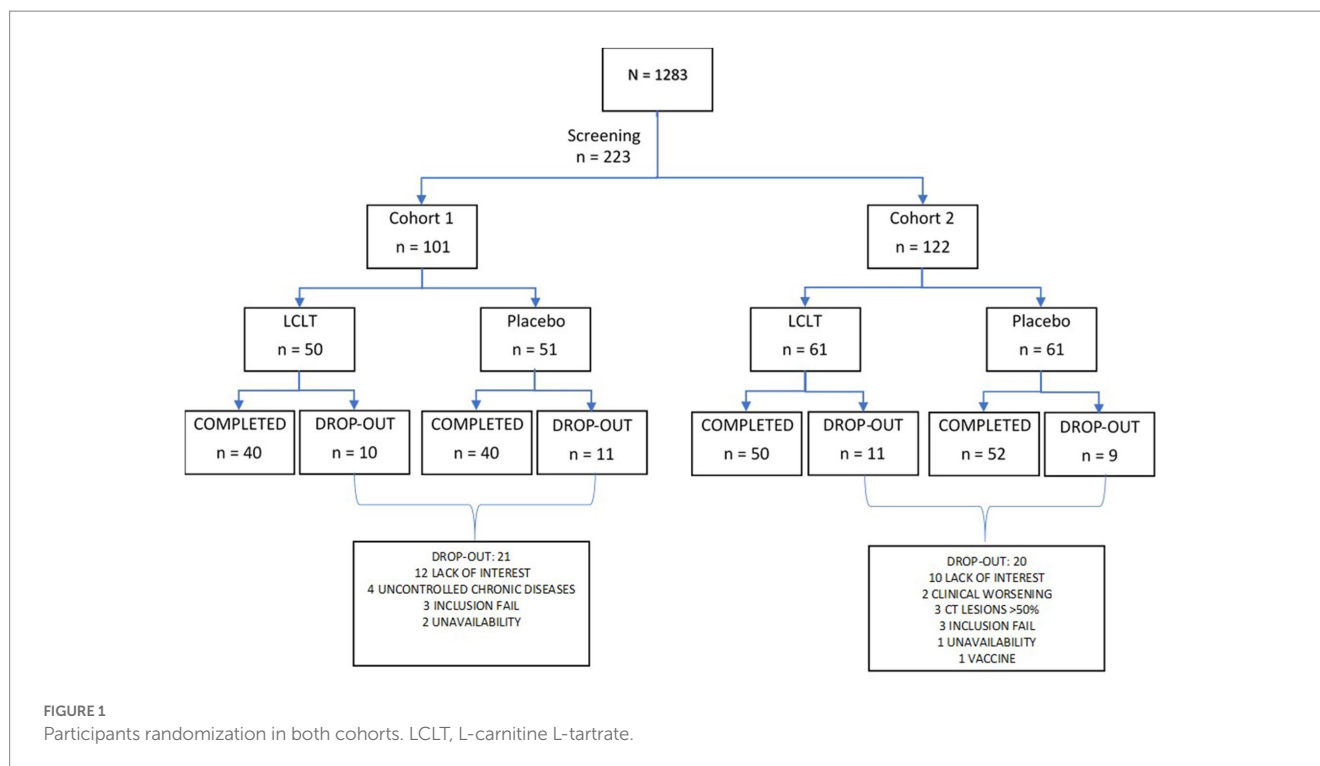 N = 1283
Screening
n = 223
Cohort 1
n = 101
Cohort 2
n = 122
LCLT
n = 50
Placebo
n = 51
LCLT
n = 61
Placebo
n = 61
COMPLETED
n = 40
DROP-OUT
n = 10
COMPLETED
n = 40
DROP-OUT
n = 11
COMPLETED
n = 50
DROP-OUT
n = 11
COMPLETED
n = 52
DROP-OUT
n = 9
DROP-OUT: 21
12 LACK OF INTEREST
4 UNCONTROLLED CHRONIC DISEASES
3 INCLUSION FAIL
2 UNAVAILABILITY
DROP-OUT: 20
10 LACK OF INTEREST
2 CLINICAL WORSENING
3 CT LESIONS >50%
3 INCLUSION FAIL
1 UNAVAILABILITY
1 VACCINE
FIGURE 1
Participants randomization in both cohorts. LCLT, L-carnitine L-tartrate.